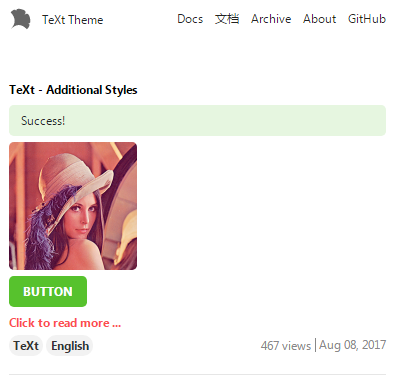 TeXt Theme Docs 文档 Archive About GitHub
TeXt - Additional Styles
Success!
BUTTON
Click to read more ...
TeXt English 467 views | Aug 08, 2017